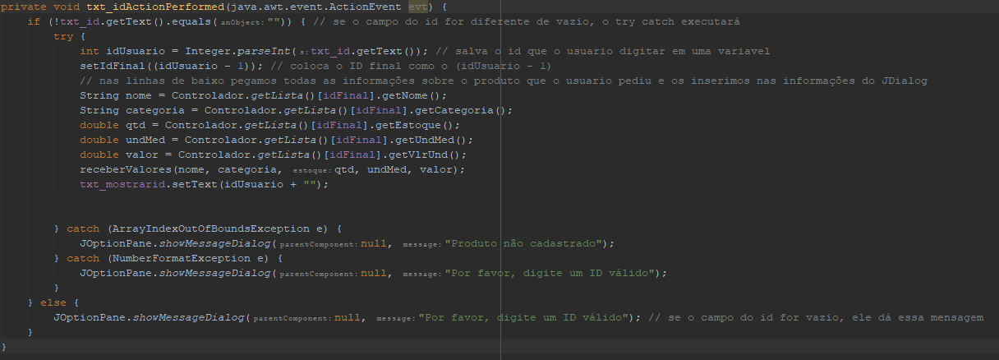 private void txt_idActionPerformed(java.awt.event.ActionEvent evt) {
if (!txt_id.getText().equals(anObject: "")) { // se o campo do id for diferente de vazio, o try catch executará
try {
int idUsuario = Integer.parseInt(s: txt_id.getText()); // salva o id que o usuario digitar em uma variavel
setIdFinal((idUsuario - 1)); // coloca o ID final como o (idUsuario - 1)
// nas linhas de baixo pegamos todas as informações sobre o produto que o usuario pediu e os inserimos nas informações do JDialog
String nome = Controlador.getLista()[idFinal].getNome();
String categoria = Controlador.getLista()[idFinal].getCategoria();
double qtd = Controlador.getLista()[idFinal].getEstoque();
double undMed = Controlador.getLista()[idFinal].getUndMed();
double valor = Controlador.getLista()[idFinal].getVlrUnd();
receberValores(nome, categoria, estoque: qtd, undMed, valor);
txt_mostrarid.setText(idUsuario + "");
} catch (ArrayIndexOutOfBoundsException e) {
JOptionPane.showMessageDialog(parentComponent: null, message: "Produto não cadastrado");
} catch (NumberFormatException e) {
JOptionPane.showMessageDialog(parentComponent: null, message: "Por favor, digite um ID válido");
}
} else {
JOptionPane.showMessageDialog(parentComponent: null, message: "Por favor, digite um ID válido"); // se o campo do id for vazio, ele dá essa mensagem
}
}